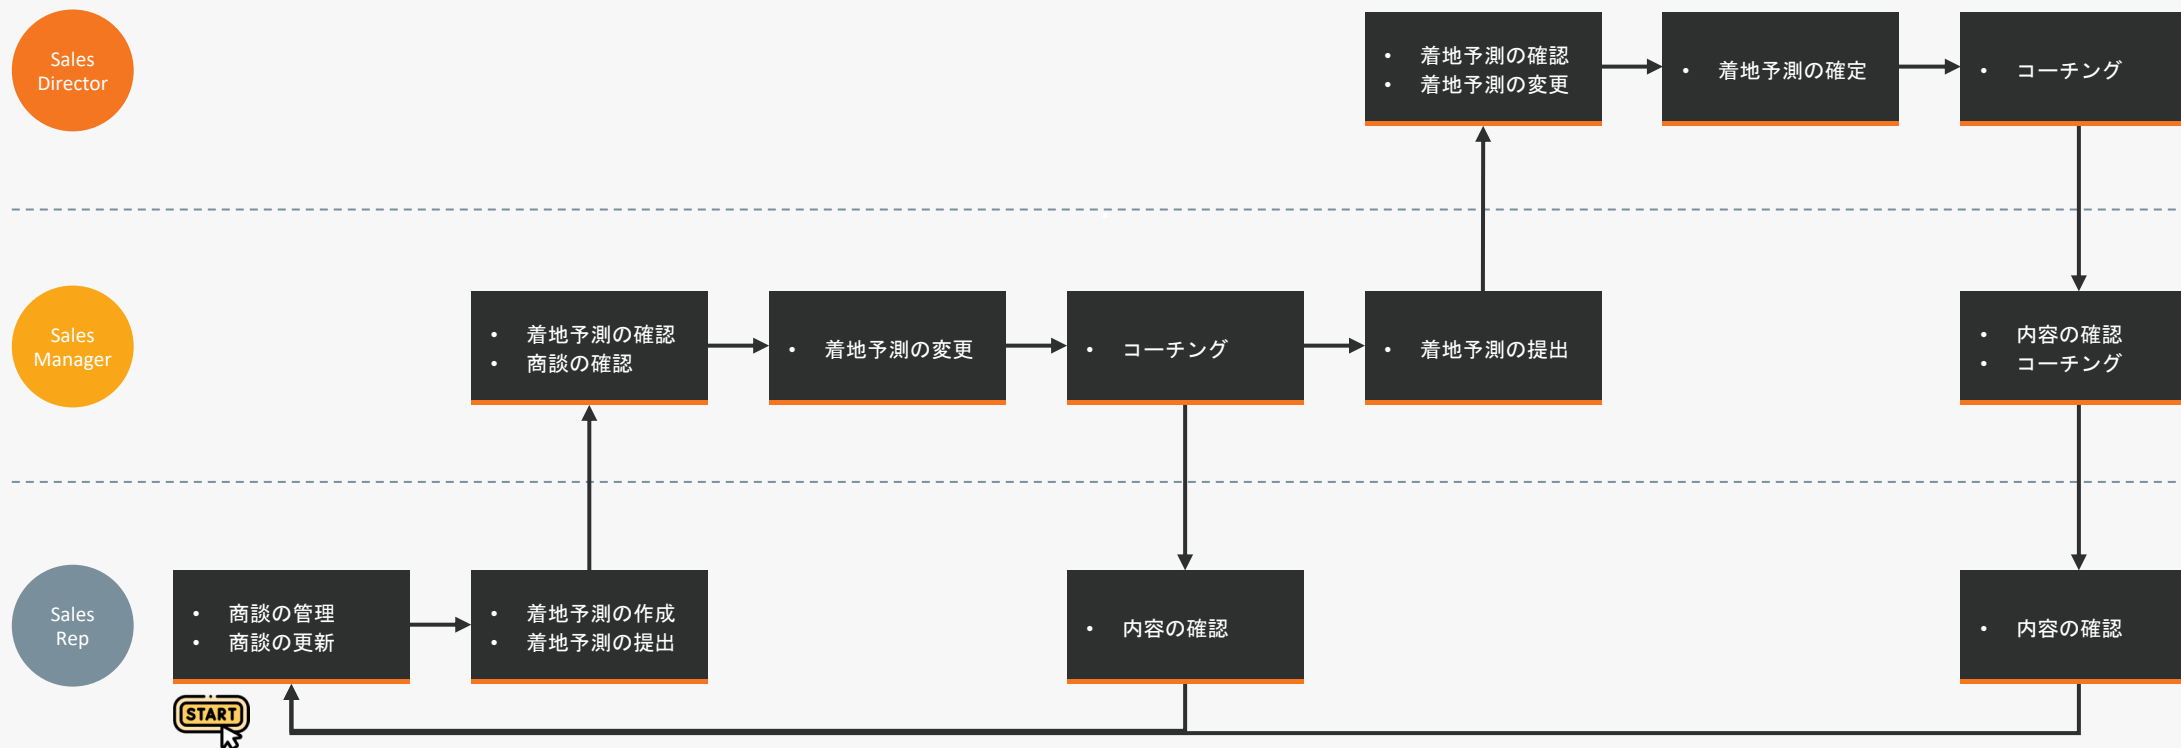 Sales
Director
• 着地予測の確認
• 着地予測の変更
• 着地予測の確定
• コーチング
Sales
Manager
• 着地予測の確認
• 商談の確認
• 着地予測の変更
• コーチング
• 着地予測の提出
• 内容の確認
• コーチング
Sales
Rep
• 商談の管理
• 商談の更新
• 着地予測の作成
• 着地予測の提出
• 内容の確認
• 内容の確認
START